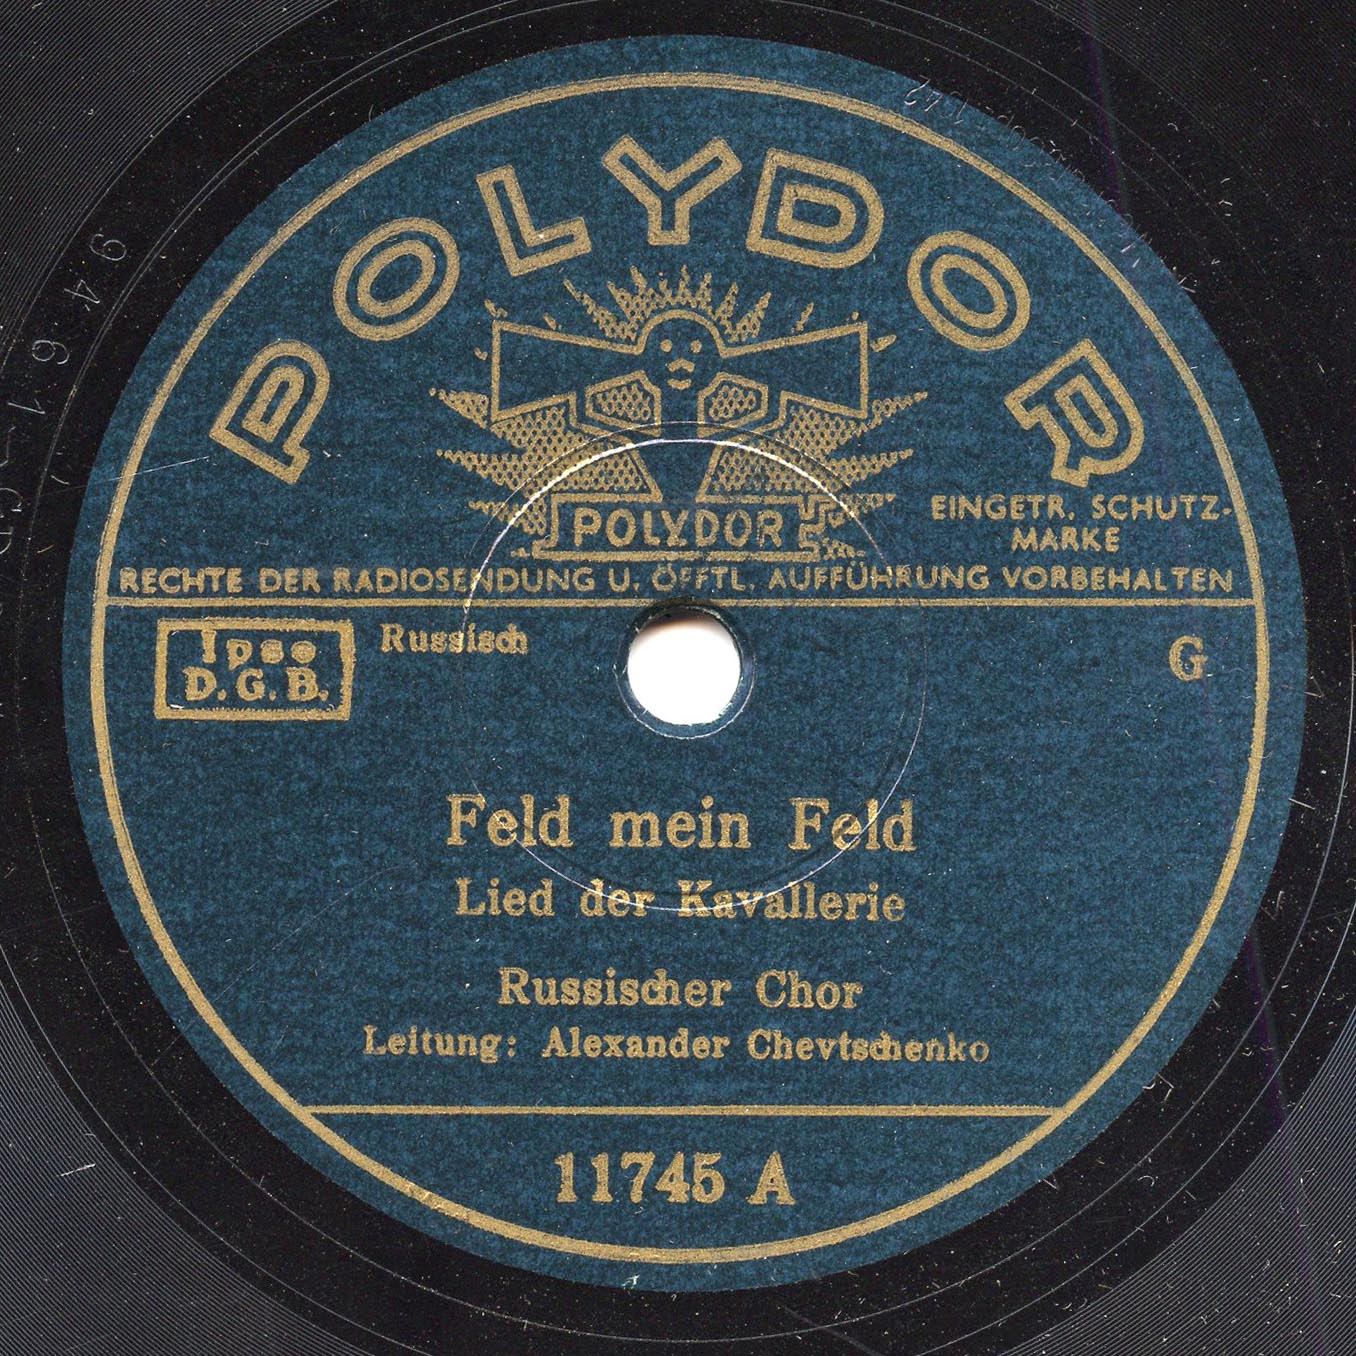 POLYDOR
POLYDOR
EINGETR. SCHUTZ-
MARKE
RECHTE DER RADIOSENDUNG U. ÖFFTL. AUFFÜHRUNG VORBEHALTEN
D.G.B.
Russisch
G
Feld mein Feld
Lied der Kavallerie
Russischer Chor
Leitung: Alexander Chevtschenko
11745 A